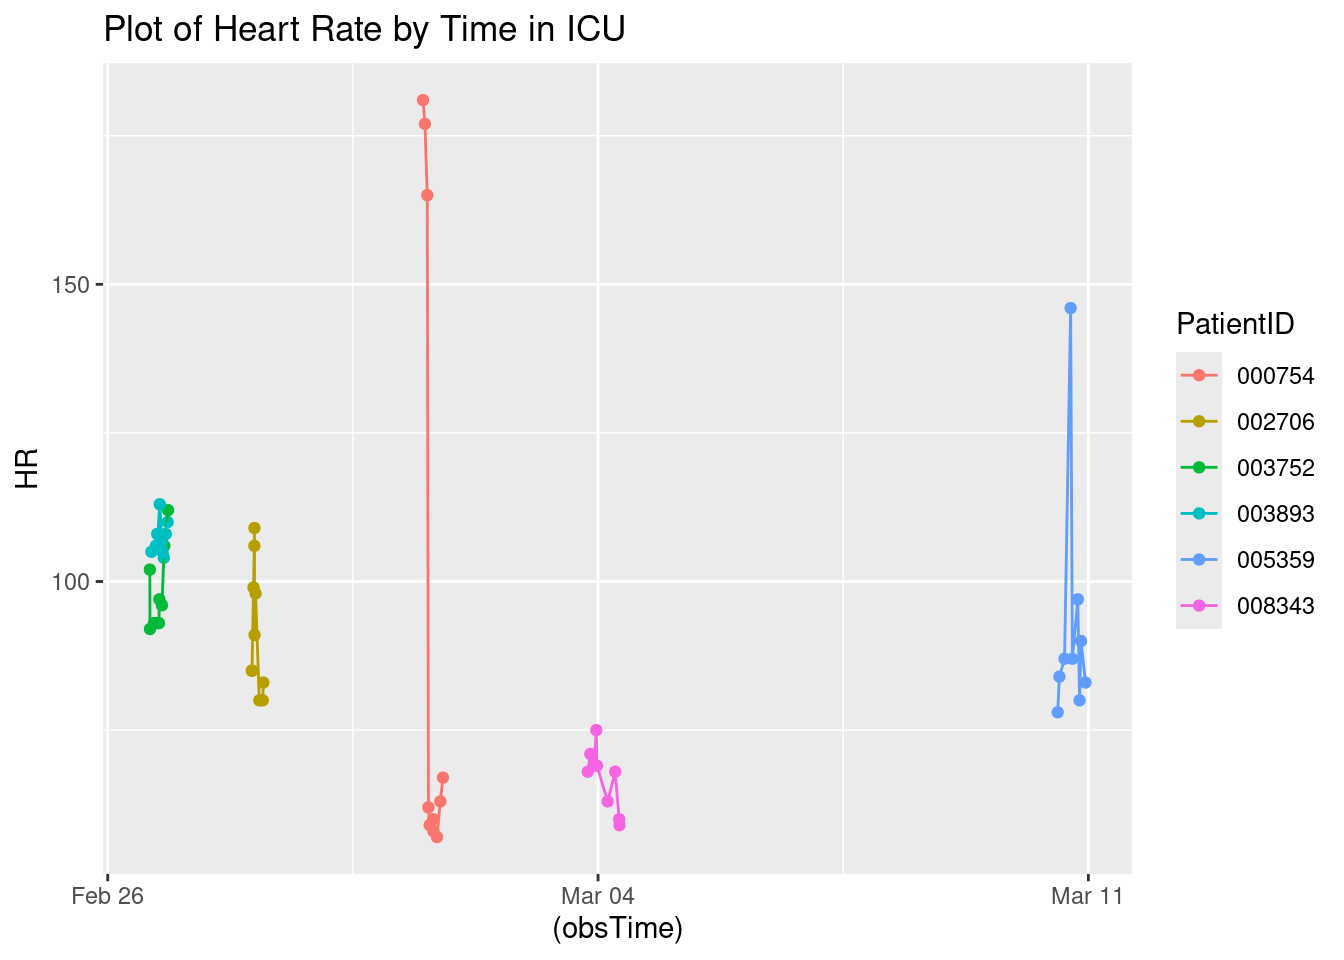 Plot of Heart Rate by Time in ICU
HR
150
100
Feb 26
Mar 04
Mar 11
(obsTime)
PatientID
000754
002706
003752
003893
005359
008343